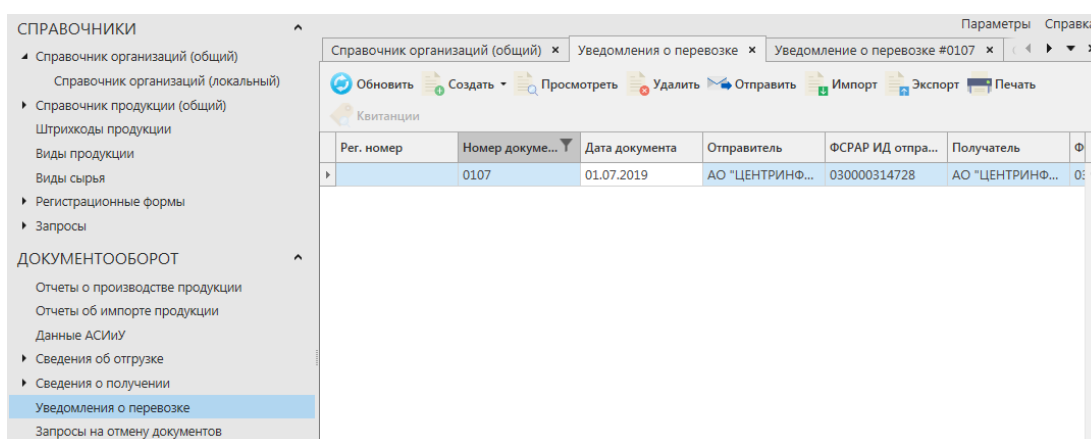 СПРАВОЧНИКИ
Справочник организаций (общий)
Справочник организаций (локальный)
Справочник продукции (общий)
Штрихкоды продукции
Виды продукции
Виды сырья
Регистрационные формы
Запросы
ДОКУМЕНТООБОРОТ
Отчеты о производстве продукции
Отчеты об импорте продукции
Данные АСИиУ
Сведения об отгрузке
Сведения о получении
Уведомления о перевозке
Запросы на отмену документов
Параметры Справка
Справочник организаций (общий) × Уведомления о перевозке × Уведомление о перевозке #0107 ×
Обновить Создать Просмотреть Удалить Отправить Импорт Экспорт Печать
Квитанции
Рег. номер Номер докуме... Дата документа Отправитель ФСРАР ИД отпра... Получатель Ф
0107 01.07.2019 АО "ЦЕНТРИНФ... 030000314728 АО "ЦЕНТРИНФ... 03